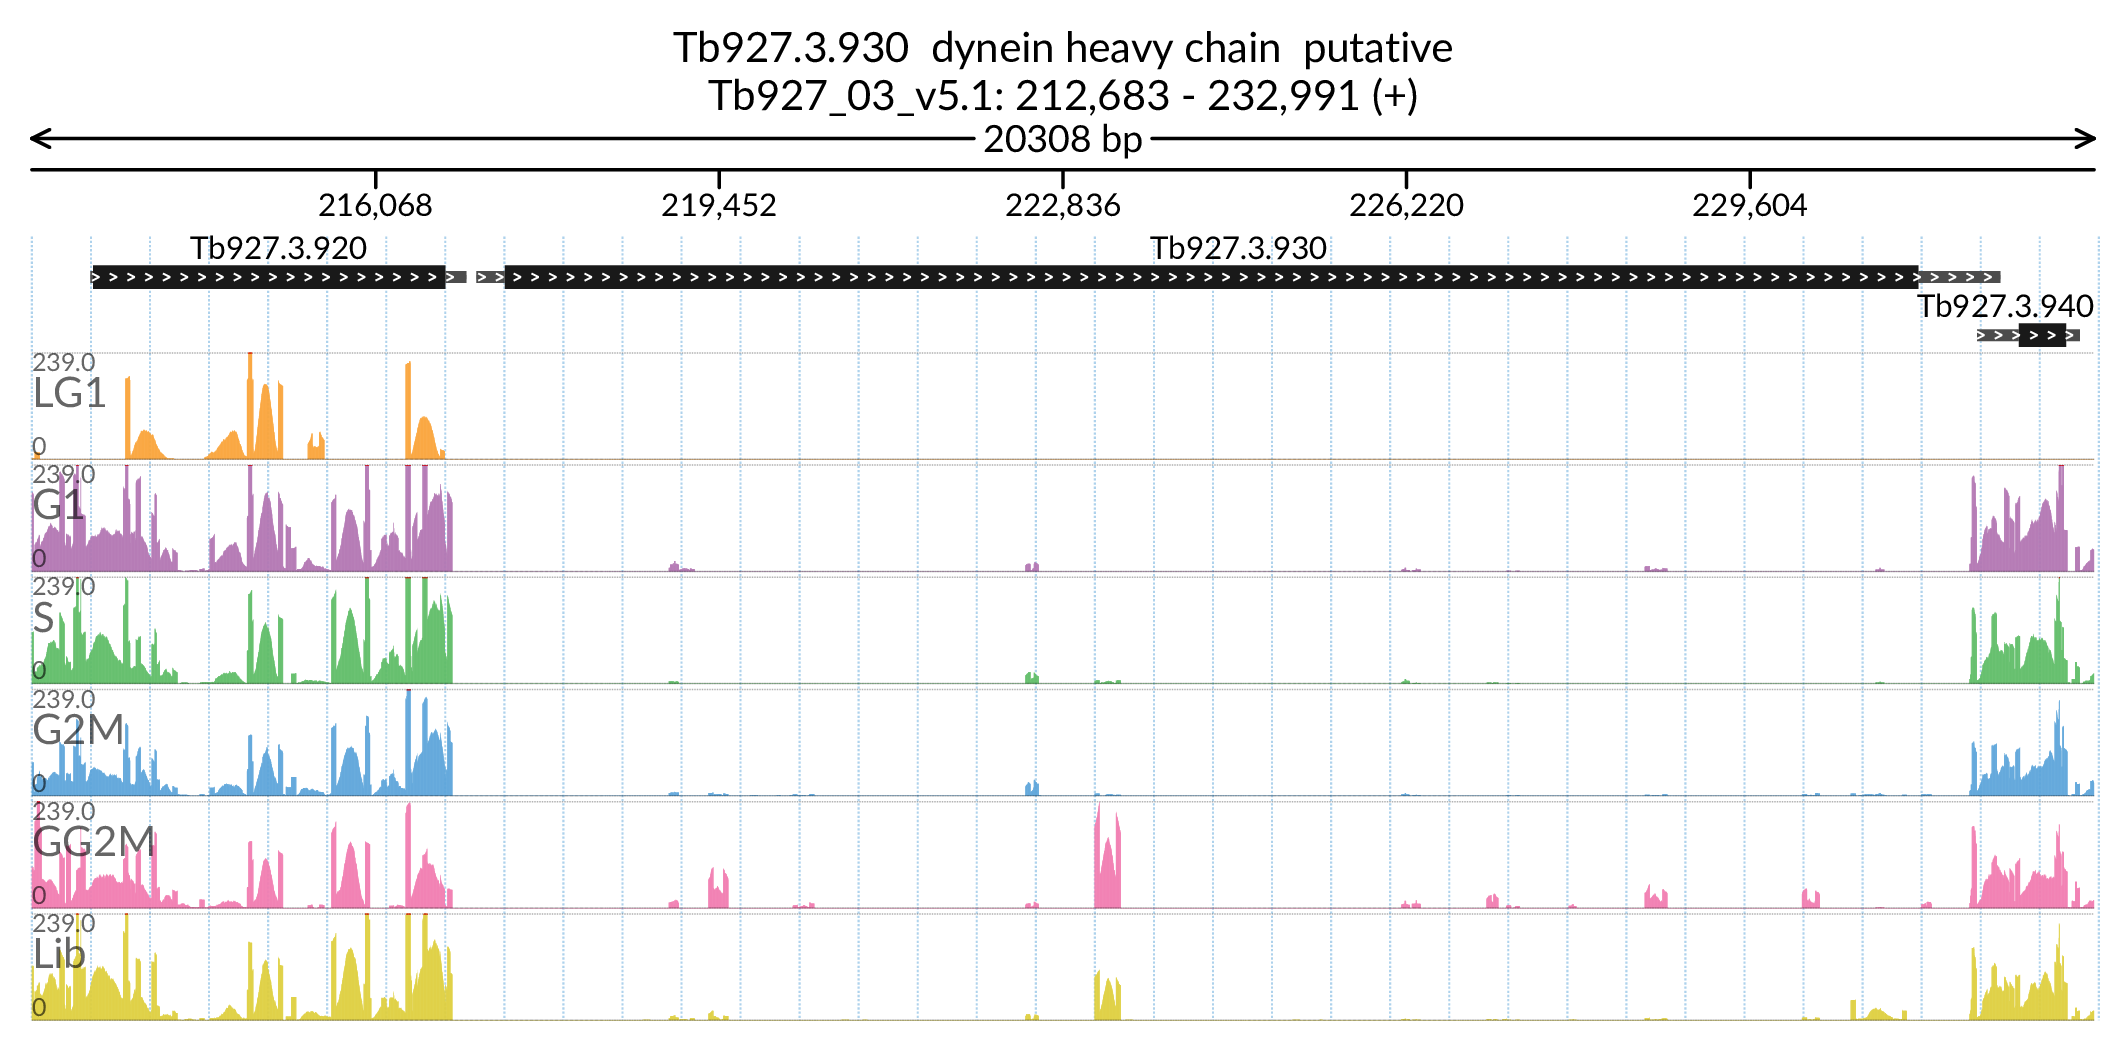 Tb927.3.930  dynein heavy chain  putative
Tb927_03_v5.1: 212,683 - 232,991 (+)
20308 bp
216,068 219,452 222,836 226,220 229,604
Tb927.3.920 Tb927.3.930
Tb927.3.940
239.0
LG1
0
239.0
G1
0
239.0
S
0
239.0
G2M
0
239.0
GG2M
0
239.0
Lib
0